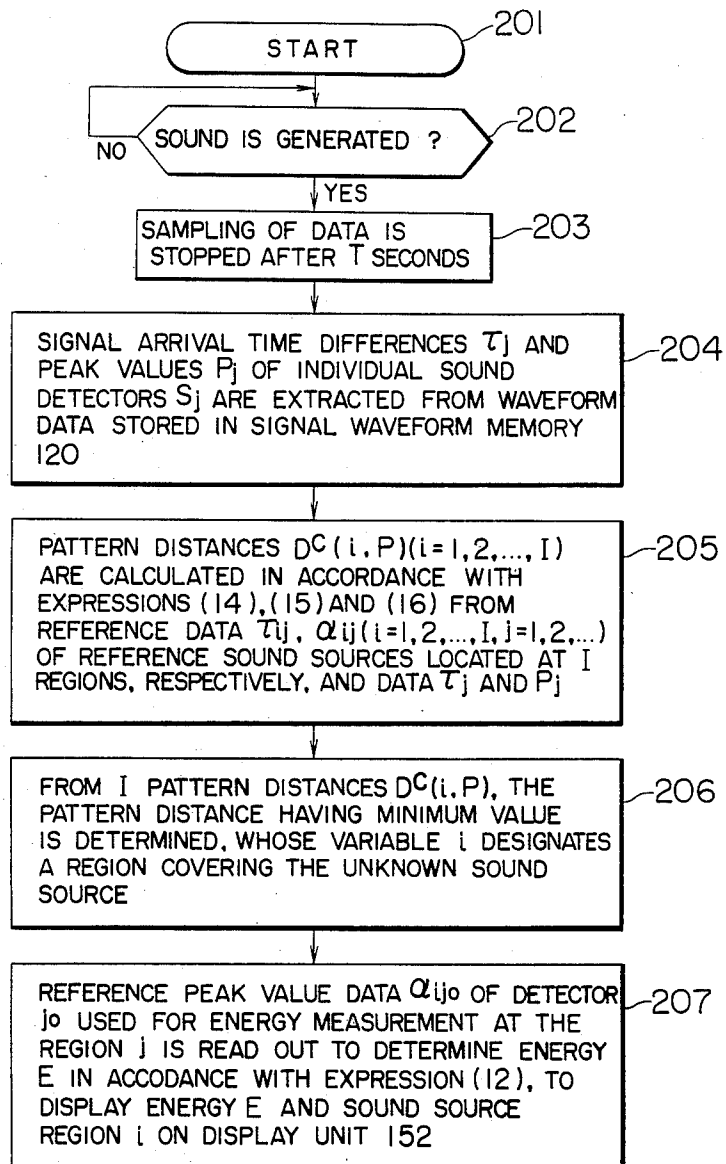 START
201
SOUND IS GENERATED ?
202
NO
YES
SAMPLING OF DATA IS
STOPPED AFTER T SECONDS
203
SIGNAL ARRIVAL TIME DIFFERENCES τj AND
PEAK VALUES Pj OF INDIVIDUAL SOUND
DETECTORS Sj ARE EXTRACTED FROM WAVEFORM
DATA STORED IN SIGNAL WAVEFORM MEMORY
120
204
PATTERN DISTANCES D^C(i,P)(i=1,2,...,I)
ARE CALCULATED IN ACCORDANCE WITH
EXPRESSIONS (14),(15) AND (16) FROM
REFERENCE DATA τij, αij(i=1,2,...,I,j=1,2,...)
OF REFERENCE SOUND SOURCES LOCATED AT I
REGIONS, RESPECTIVELY, AND DATA τj AND Pj
205
FROM I PATTERN DISTANCES D^C(i,P), THE
PATTERN DISTANCE HAVING MINIMUM VALUE
IS DETERMINED, WHOSE VARIABLE i DESIGNATES
A REGION COVERING THE UNKNOWN SOUND
SOURCE
206
REFERENCE PEAK VALUE DATA αijo OF DETECTOR
jo USED FOR ENERGY MEASUREMENT AT THE
REGION j IS READ OUT TO DETERMINE ENERGY
E IN ACCODANCE WITH EXPRESSION (12), TO
DISPLAY ENERGY E AND SOUND SOURCE
REGION i ON DISPLAY UNIT 152
207